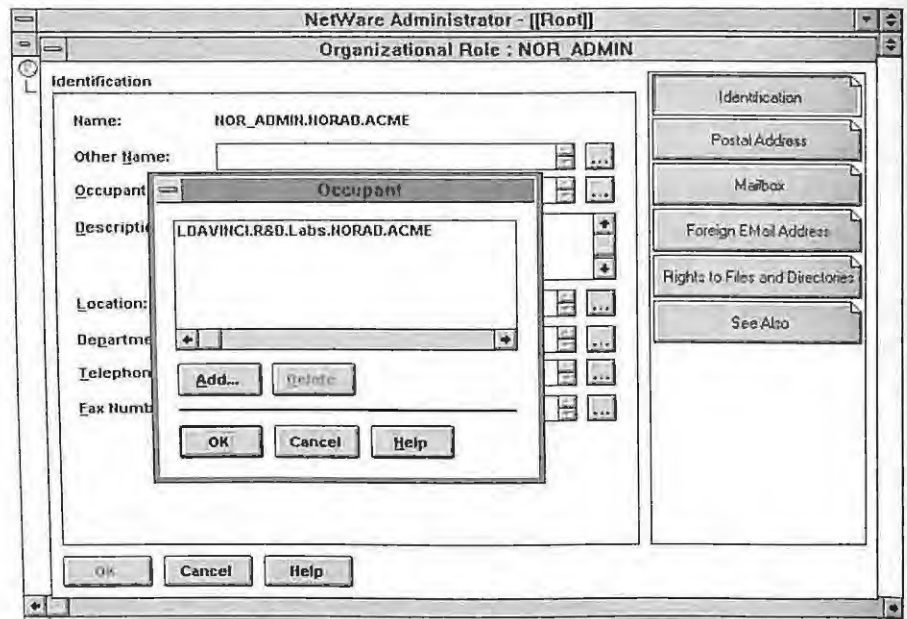 NetWare Administrator - [[Root]]
Organizational Role : NOR_ADMIN
Identification
Name: NOR_ADMIN.NORAD.ACME
Other Name:
...
Occupant
...
Descriptio
Location:
...
Departme
...
Telephon
...
Fax Numb
...
Occupant
LDAVINCI.R&D.Labs.NORAD.ACME
Add...
Delete
OK
Cancel
Help
Identification
Postal Address
Mailbox
Foreign EMail Address
Rights to Files and Directories
See Also
OK
Cancel
Help